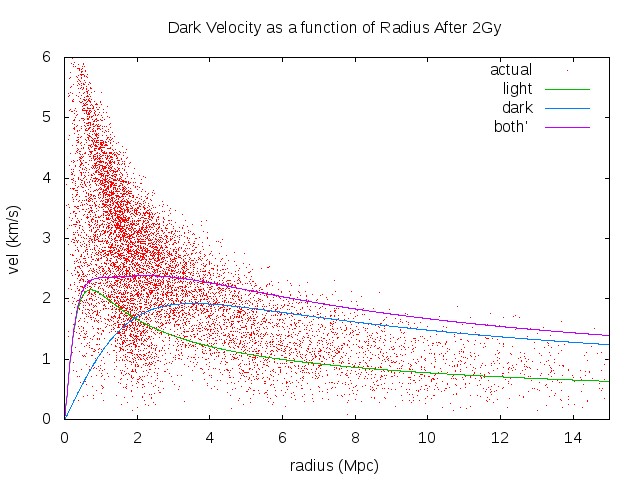 Dark Velocity as a function of Radius After 2Gy
actual
light
dark
both'
vel (km/s)
6
5
4
3
2
1
0
0 2 4 6 8 10 12 14
radius (Mpc)